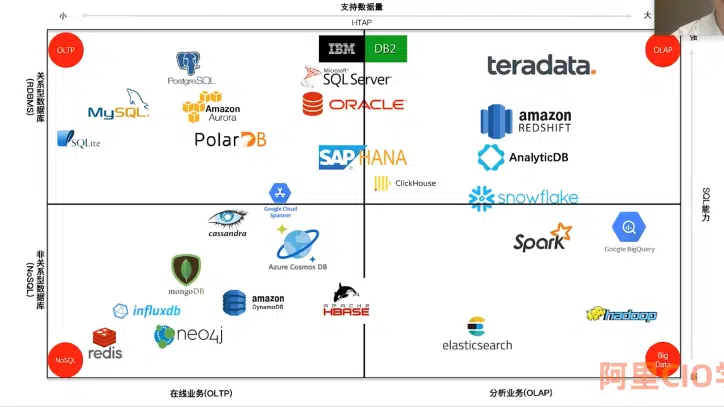 支持数据量
小
大
HTAP
强
OLTP
OLAP
IBM
DB2
PostgreSQL
Microsoft
SQL Server
teradata.
MySQL
Amazon
Aurora
ORACLE
amazon
REDSHIFT
SQLite
PolarDB
SAP HANA
AnalyticDB
ClickHouse
snowflake
关系型数据库
(RDBMS)
SQL能力
Google Cloud
Spanner
cassandra
Spark
Google BigQuery
Azure Cosmos DB
mongoDB
非关系型数据库
(NoSQL)
influxdb
amazon
DynamoDB
APACHE
HBASE
hadoop
redis
neo4j
elasticsearch
NoSQL
Big
Data
阿里CIO学
在线业务(OLTP)
分析业务(OLAP)